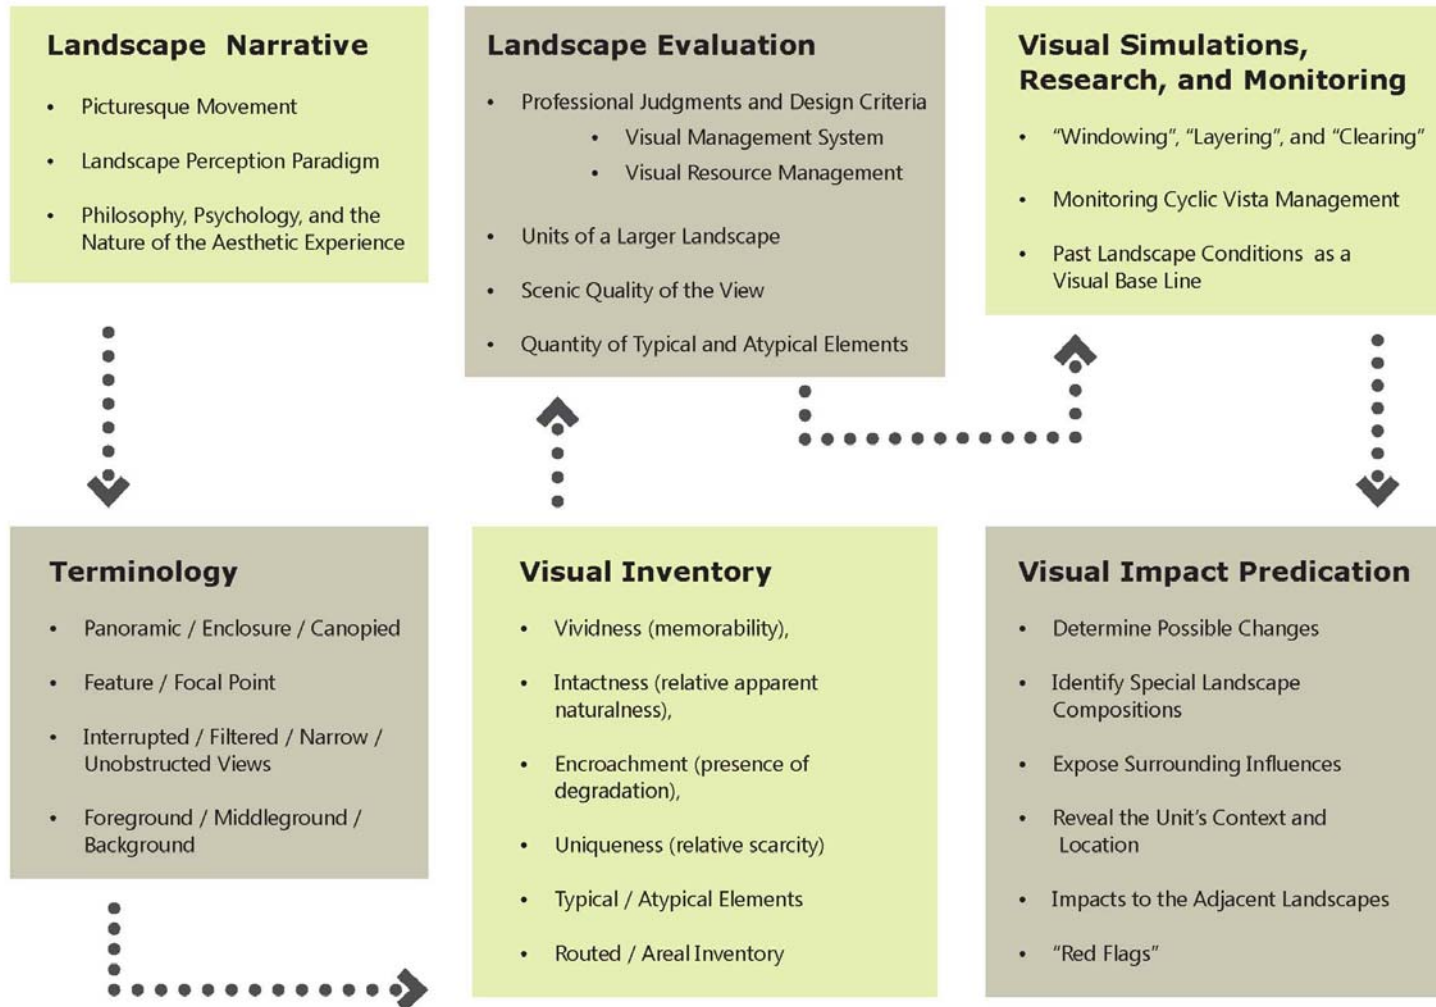 Landscape Narrative
• Picturesque Movement
• Landscape Perception Paradigm
• Philosophy, Psychology, and the
Nature of the Aesthetic Experience
Terminology
• Panoramic / Enclosure / Canopied
• Feature / Focal Point
• Interrupted / Filtered / Narrow /
Unobstructed Views
• Foreground / Middleground /
Background
Visual Inventory
• Vividness (memorability),
• Intactness (relative apparent
naturalness),
• Encroachment (presence of
degradation),
• Uniqueness (relative scarcity)
• Typical / Atypical Elements
• Routed / Areal Inventory
Landscape Evaluation
• Professional Judgments and Design Criteria
• Visual Management System
• Visual Resource Management
• Units of a Larger Landscape
• Scenic Quality of the View
• Quantity of Typical and Atypical Elements
Visual Simulations,
Research, and Monitoring
• “Windowing”, “Layering”, and “Clearing”
• Monitoring Cyclic Vista Management
• Past Landscape Conditions as a
Visual Base Line
Visual Impact Predication
• Determine Possible Changes
• Identify Special Landscape
Compositions
• Expose Surrounding Influences
• Reveal the Unit’s Context and
Location
• Impacts to the Adjacent Landscapes
• “Red Flags”